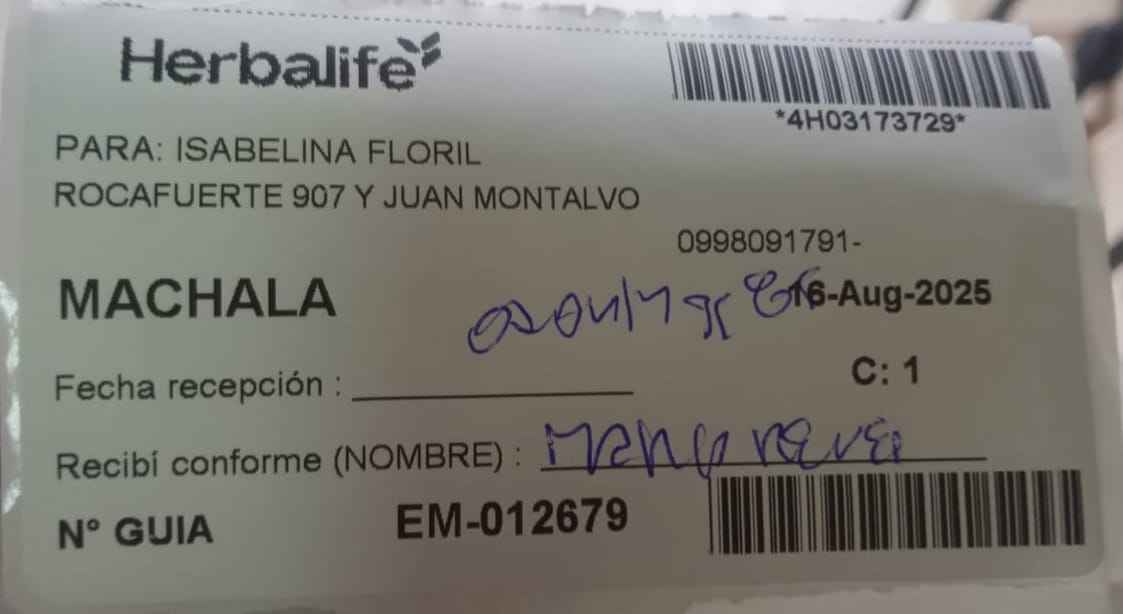 Herbalife
*4H03173729*
PARA: ISABELINA FLORIL
ROCAFUERTE 907 Y JUAN MONTALVO
0998091791-
MACHALA
16-Aug-2025
Fecha recepción :
C: 1
Recibí conforme (NOMBRE) :
Nº GUIA EM-012679